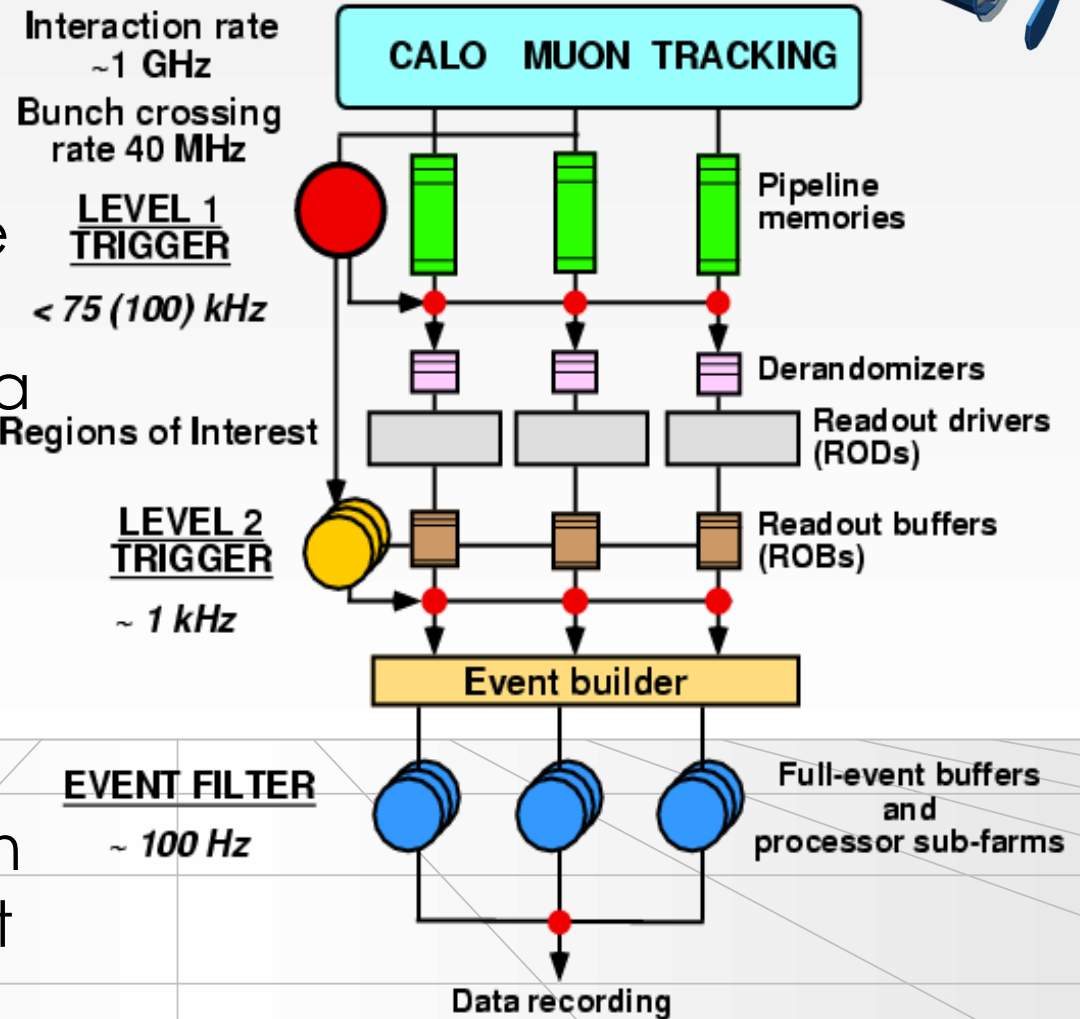 Interaction rate
~1 GHz
CALO MUON TRACKING
Bunch crossing
rate 40 MHz
Pipeline
memories
LEVEL 1
TRIGGER
e
< 75 (100) kHz
Derandomizers
a
Regions of Interest
Readout drivers
(RODs)
LEVEL 2
TRIGGER
Readout buffers
(ROBs)
~ 1 kHz
Event builder
EVENT FILTER
~ 100 Hz
Full-event buffers
and
processor sub-farms
n
t
Data recording